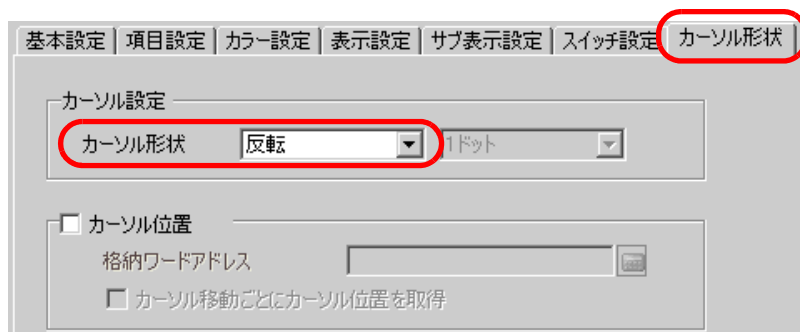 基本設定 項目設定 カラー設定 表示設定 サブ表示設定 スイッチ設定 カーソル形状
カーソル設定
カーソル形状 反転 1ドット
カーソル位置
格納ワードアドレス
カーソル移動ごとにカーソル位置を取得